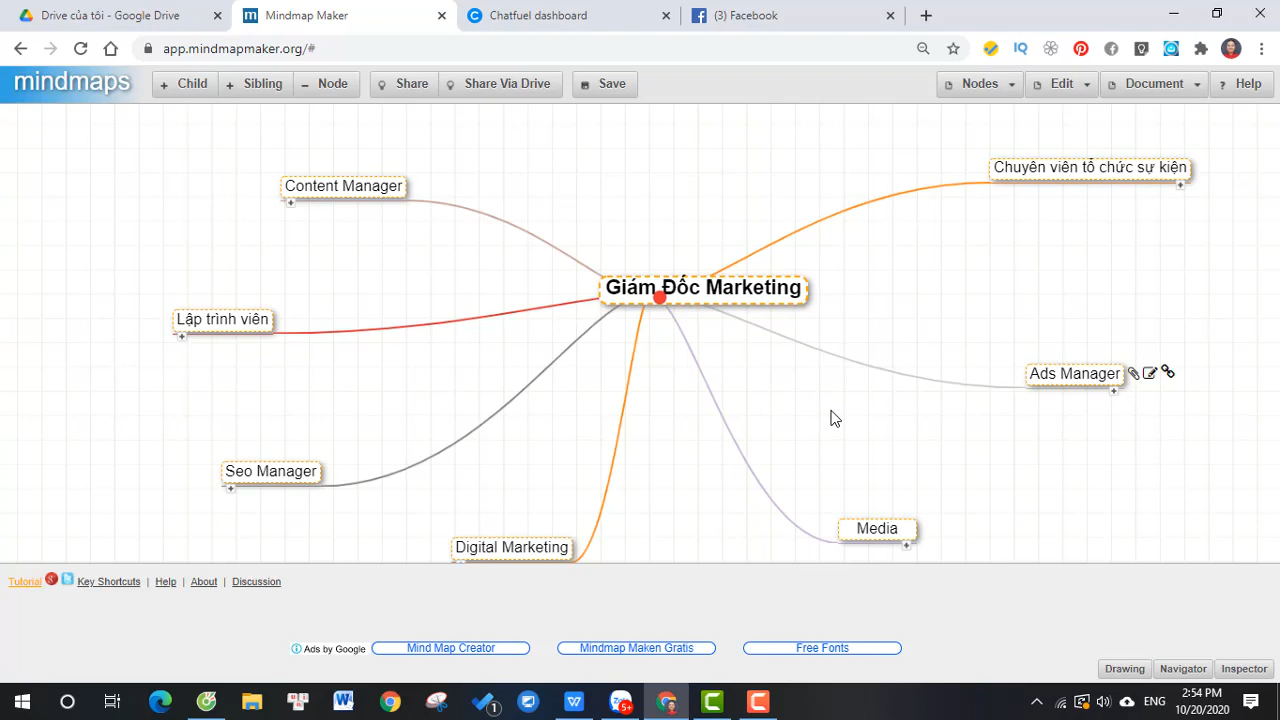 Drive của tôi - Google Drive
Mindmap Maker
Chatfuel dashboard
(3) Facebook
app.mindmapmaker.org/#
IQ
mindmaps
+ Child
+ Sibling
− Node
Share
Share Via Drive
Save
Nodes
Edit
Document
Help
Chuyên viên tổ chức sự kiện
Content Manager
Giám Đốc Marketing
Lập trình viên
Ads Manager
Seo Manager
Media
Digital Marketing
Tutorial
Key Shortcuts | Help | About | Discussion
Ads by Google
Mind Map Creator
Mindmap Maken Gratis
Free Fonts
Drawing
Navigator
Inspector
ENG
2:54 PM
10/20/2020